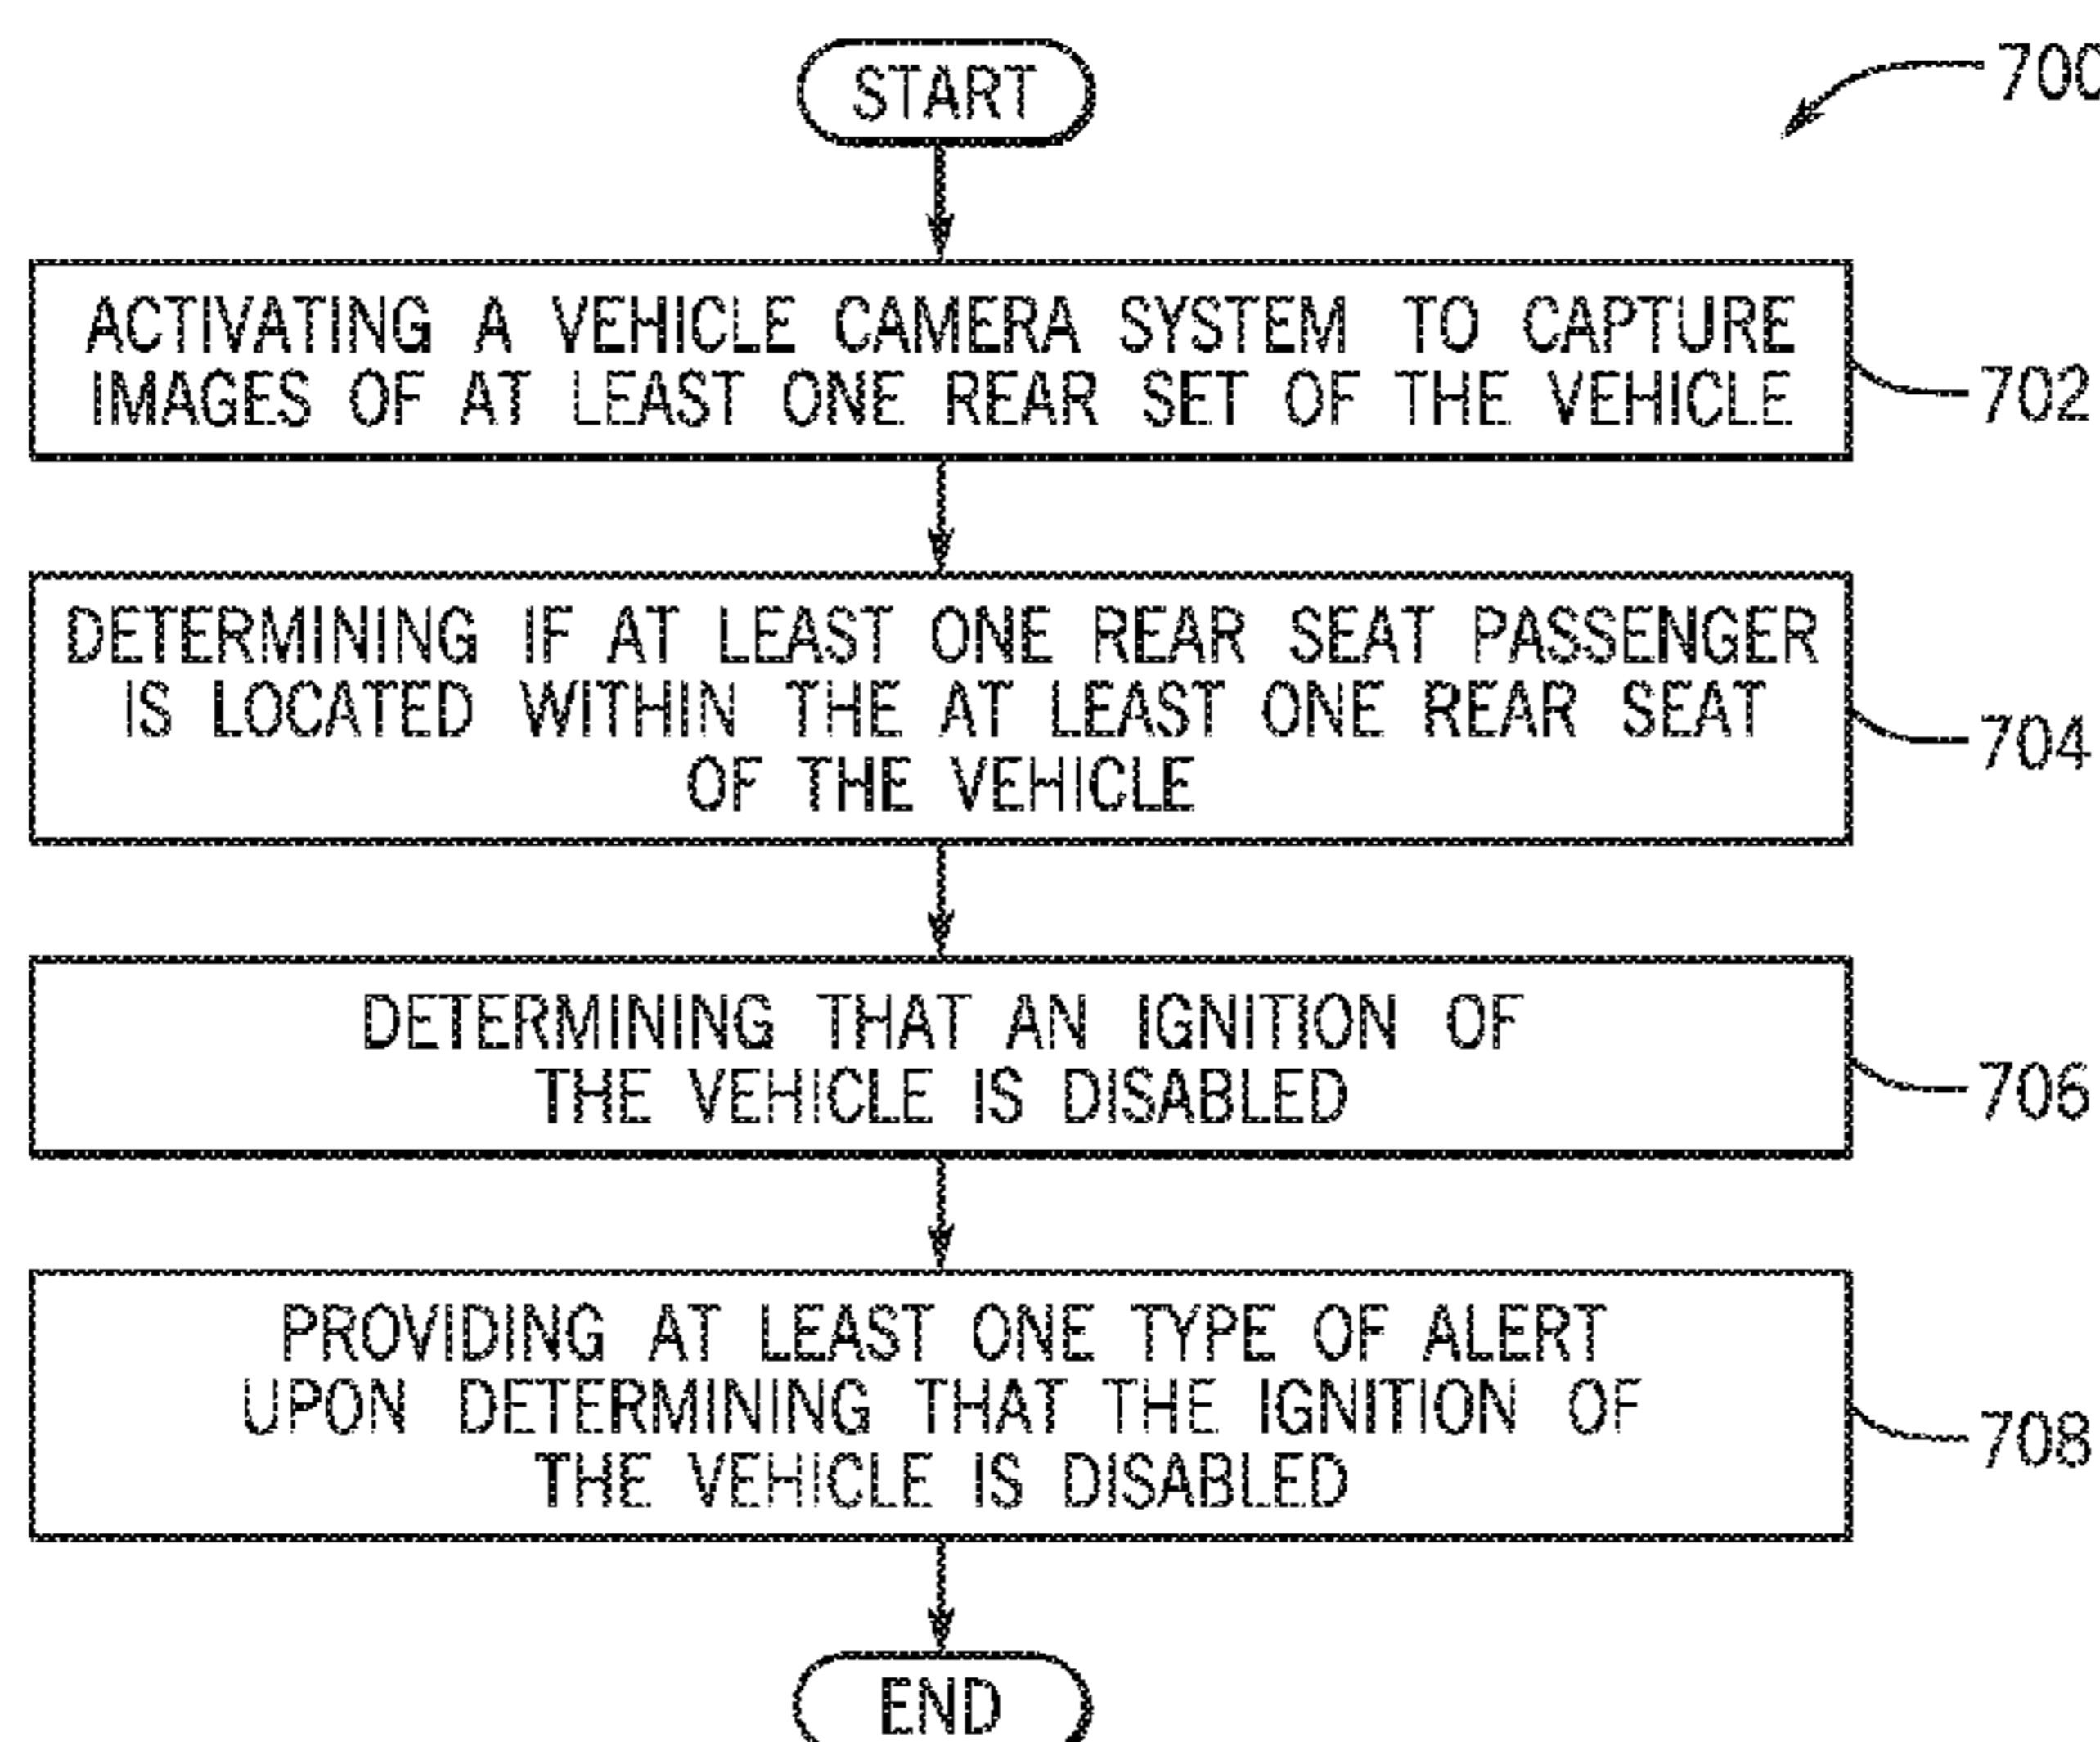 START
700
ACTIVATING A VEHICLE CAMERA SYSTEM TO CAPTURE
IMAGES OF AT LEAST ONE REAR SET OF THE VEHICLE
702
DETERMINING IF AT LEAST ONE REAR SEAT PASSENGER
IS LOCATED WITHIN THE AT LEAST ONE REAR SEAT
OF THE VEHICLE
704
DETERMINING THAT AN IGNITION OF
THE VEHICLE IS DISABLED
706
PROVIDING AT LEAST ONE TYPE OF ALERT
UPON DETERMINING THAT THE IGNITION OF
THE VEHICLE IS DISABLED
708
END